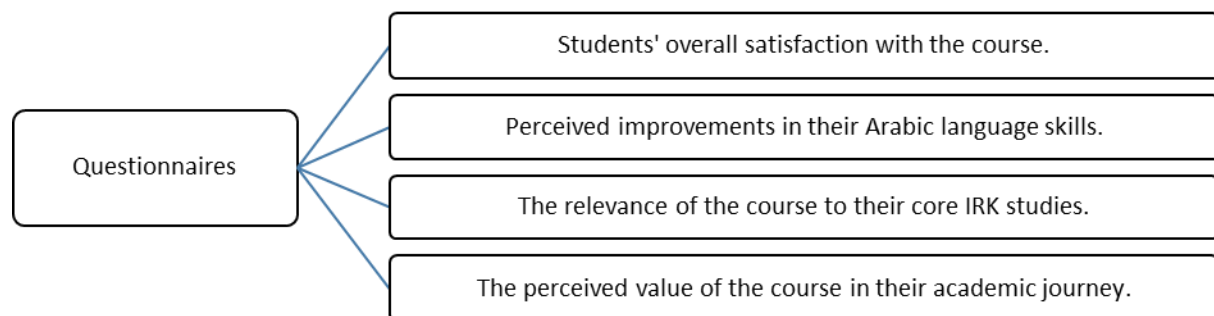 Students' overall satisfaction with the course.
Perceived improvements in their Arabic language skills.
Questionnaires
The relevance of the course to their core IRK studies.
The perceived value of the course in their academic journey.